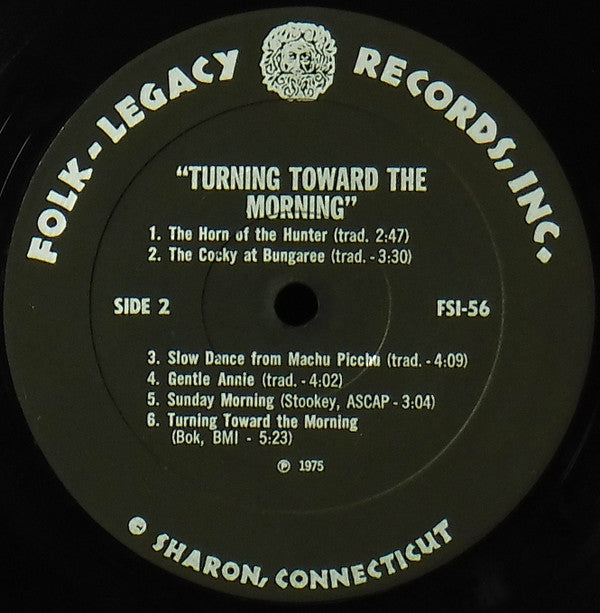 FOLK-LEGACY RECORDS, INC.
"TURNING TOWARD THE
MORNING"
1. The Horn of the Hunter (trad. 2:47)
2. The Cocky at Bungaree (trad. - 3:30)
SIDE 2
FSI-56
3. Slow Dance from Machu Picchu (trad. - 4:09)
4. Gentle Annie (trad. - 4:02)
5. Sunday Morning (Stookey, ASCAP - 3:04)
6. Turning Toward the Morning
(Bok, BMI - 5:23)
℗ 1975
© SHARON, CONNECTICUT